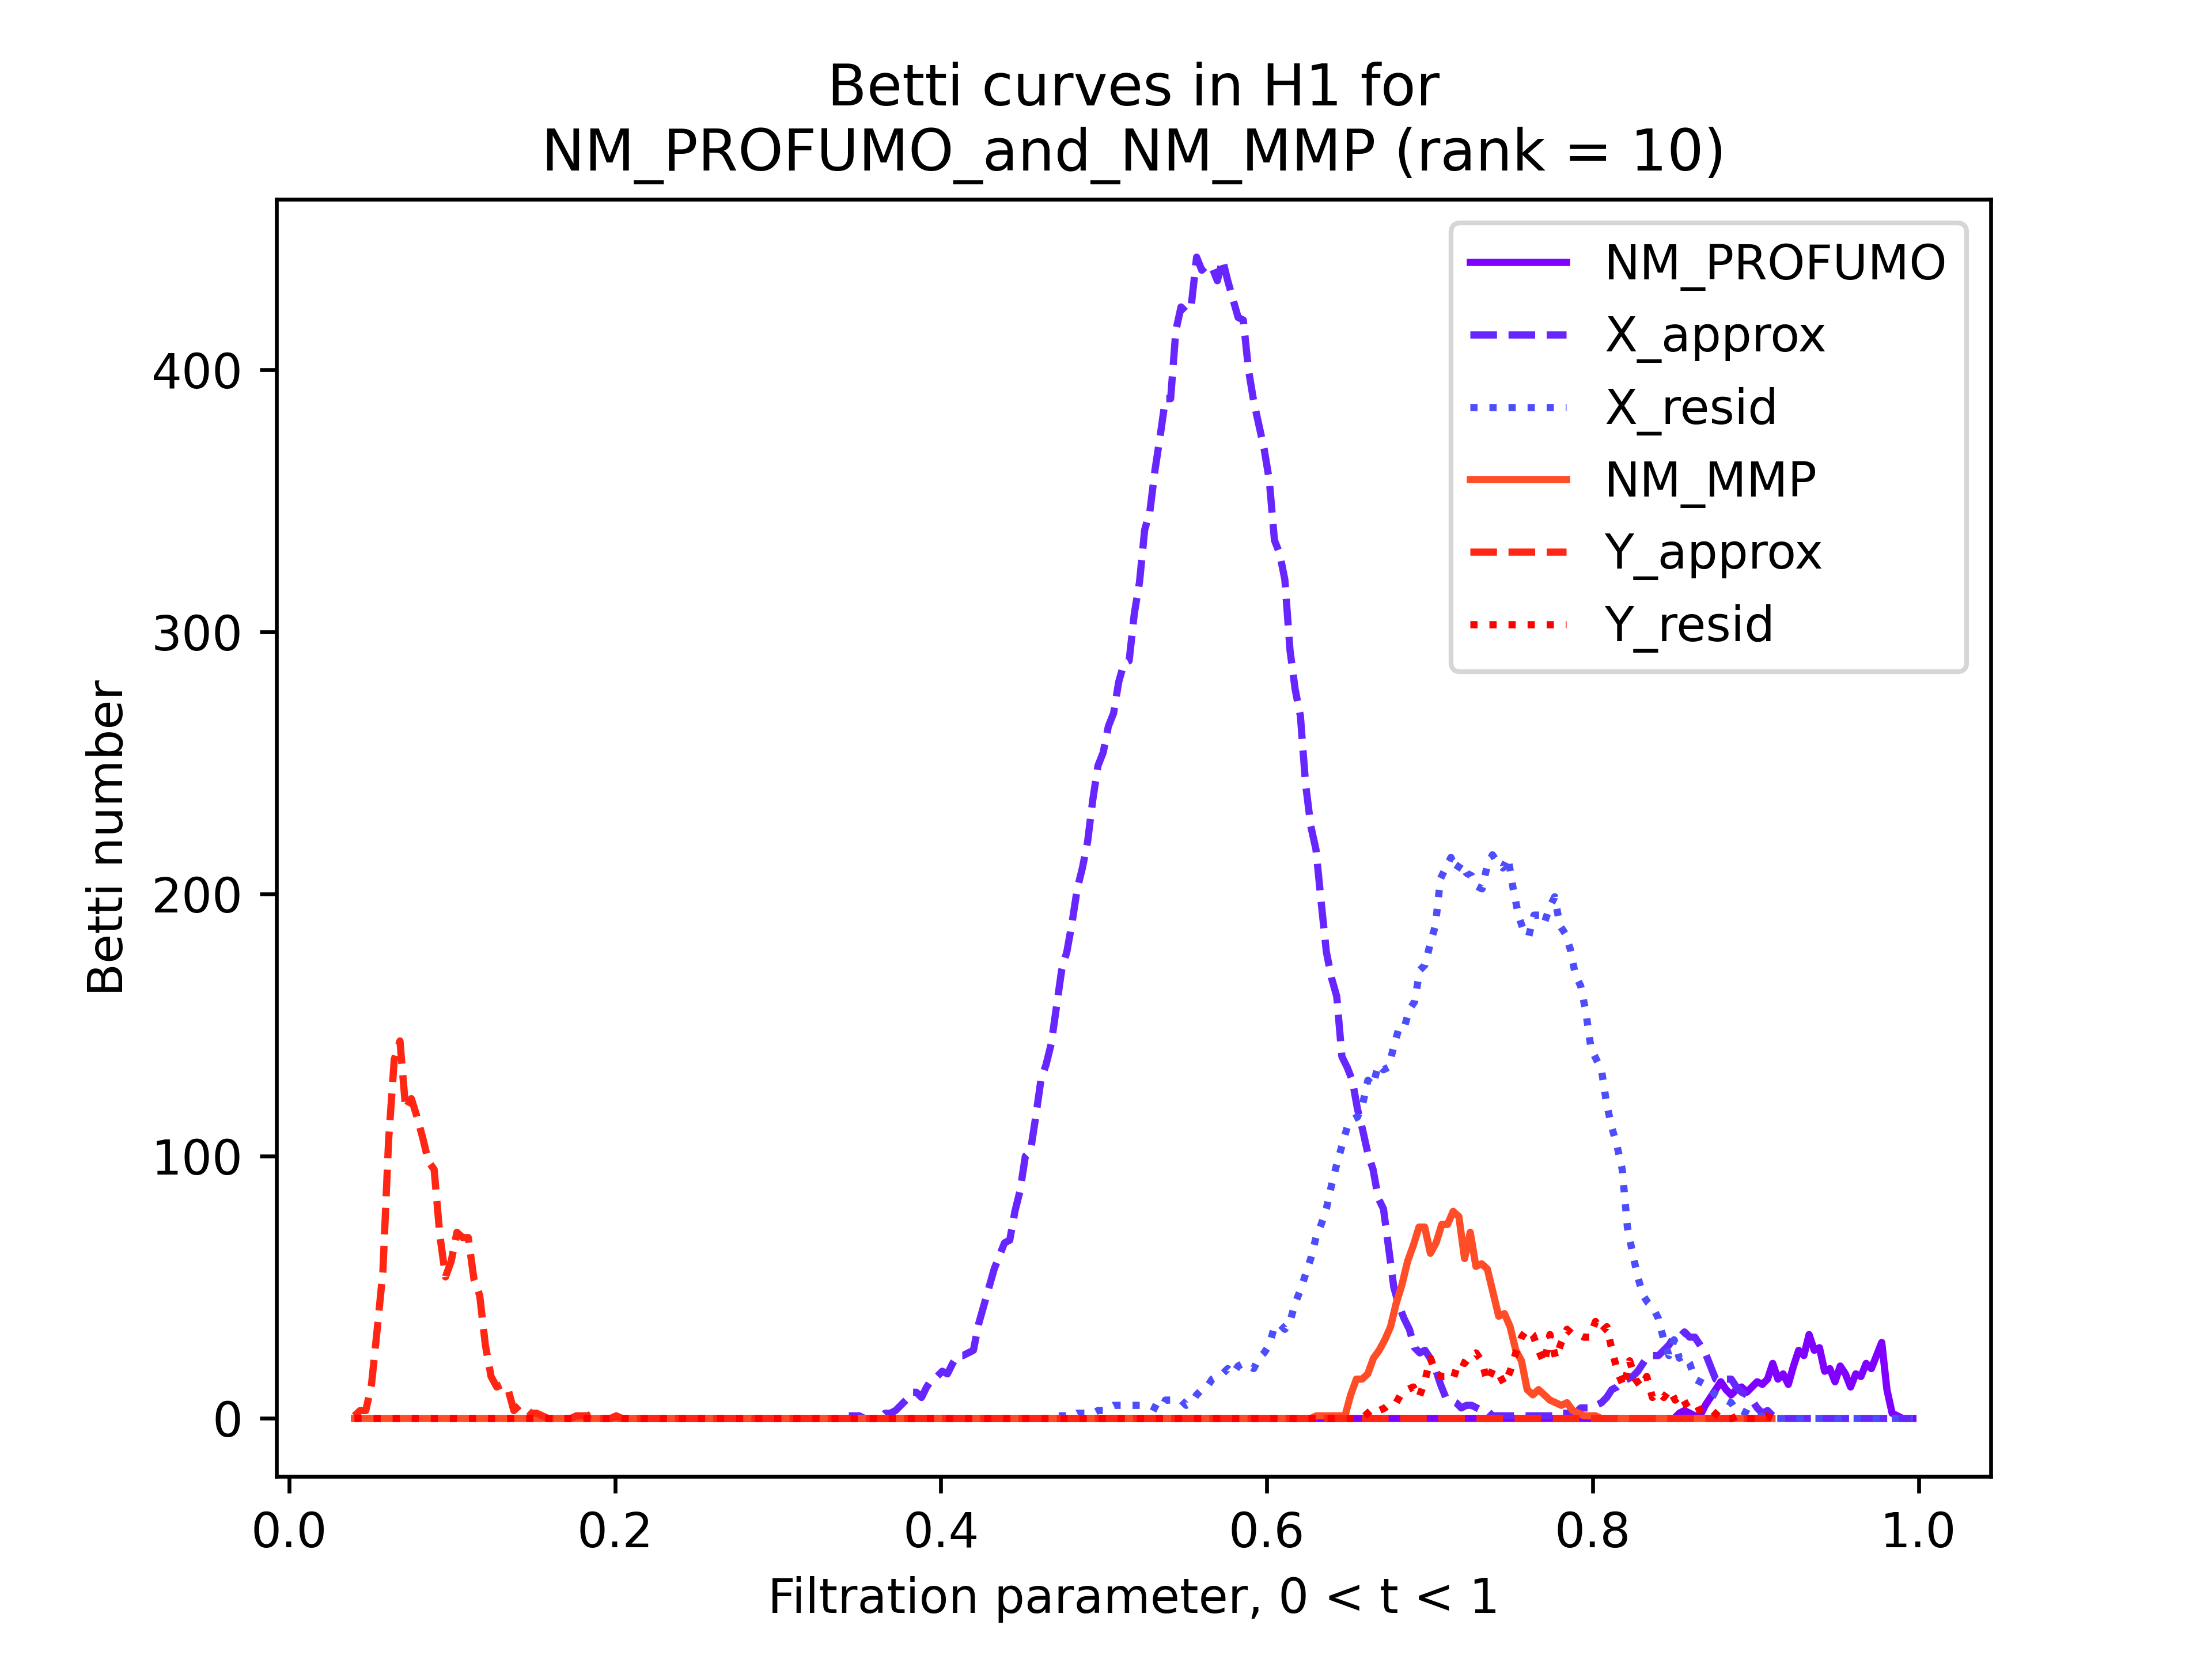 Betti curves in H1 for
NM_PROFUMO_and_NM_MMP (rank = 10)
NM_PROFUMO
X_approx
X_resid
NM_MMP
Y_approx
Y_resid
Betti number
400
300
200
100
0
0.0 0.2 0.4 0.6 0.8 1.0
Filtration parameter, 0 < t < 1